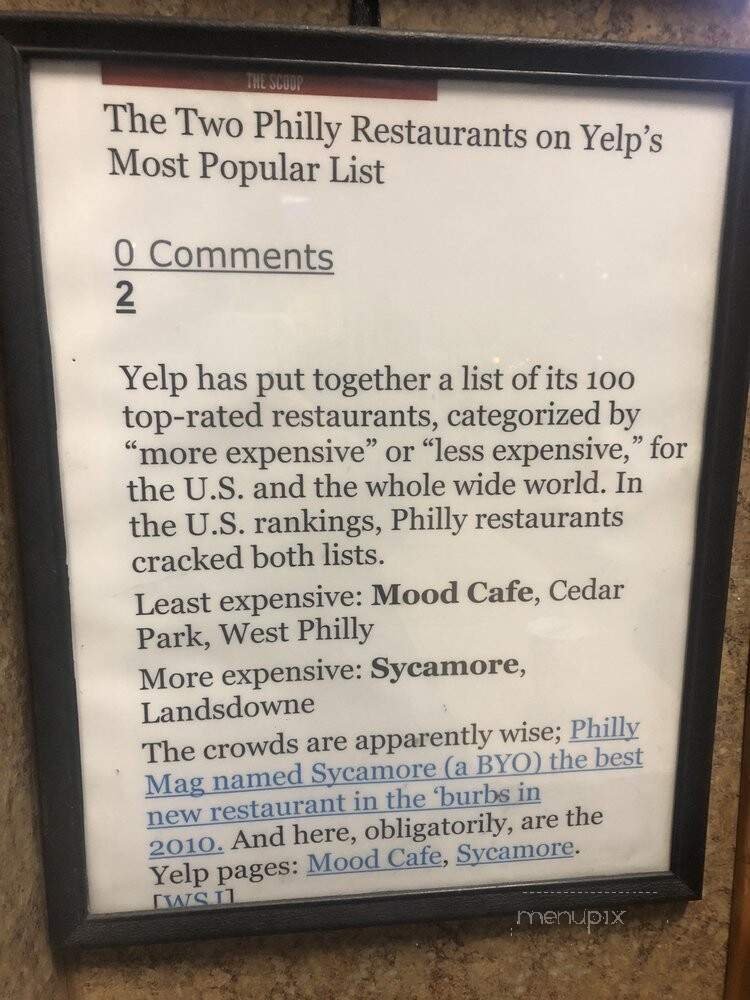 THE SCOOP
The Two Philly Restaurants on Yelp's
Most Popular List
0 Comments
2
Yelp has put together a list of its 100
top-rated restaurants, categorized by
“more expensive” or “less expensive,” for
the U.S. and the whole wide world. In
the U.S. rankings, Philly restaurants
cracked both lists.
Least expensive: Mood Cafe, Cedar
Park, West Philly
More expensive: Sycamore,
Landsdowne
The crowds are apparently wise; Philly
Mag named Sycamore (a BYO) the best
new restaurant in the ‘burbs in
2010. And here, obligatorily, are the
Yelp pages: Mood Cafe, Sycamore.
[WSJ]
menupix